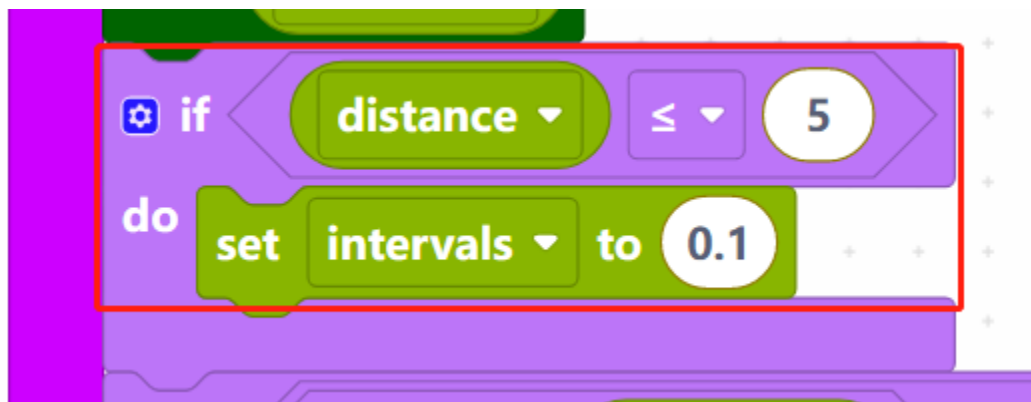 if distance ≤ 5
do set intervals to 0.1